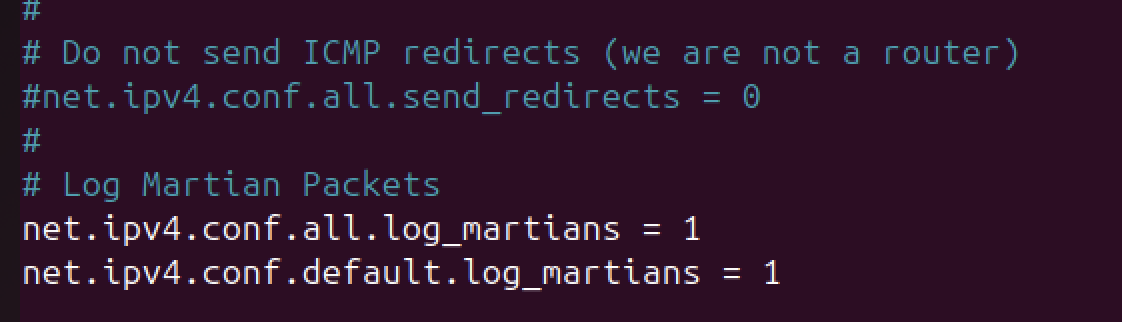 #
# Do not send ICMP redirects (we are not a router)
#net.ipv4.conf.all.send_redirects = 0
#
# Log Martian Packets
net.ipv4.conf.all.log_martians = 1
net.ipv4.conf.default.log_martians = 1